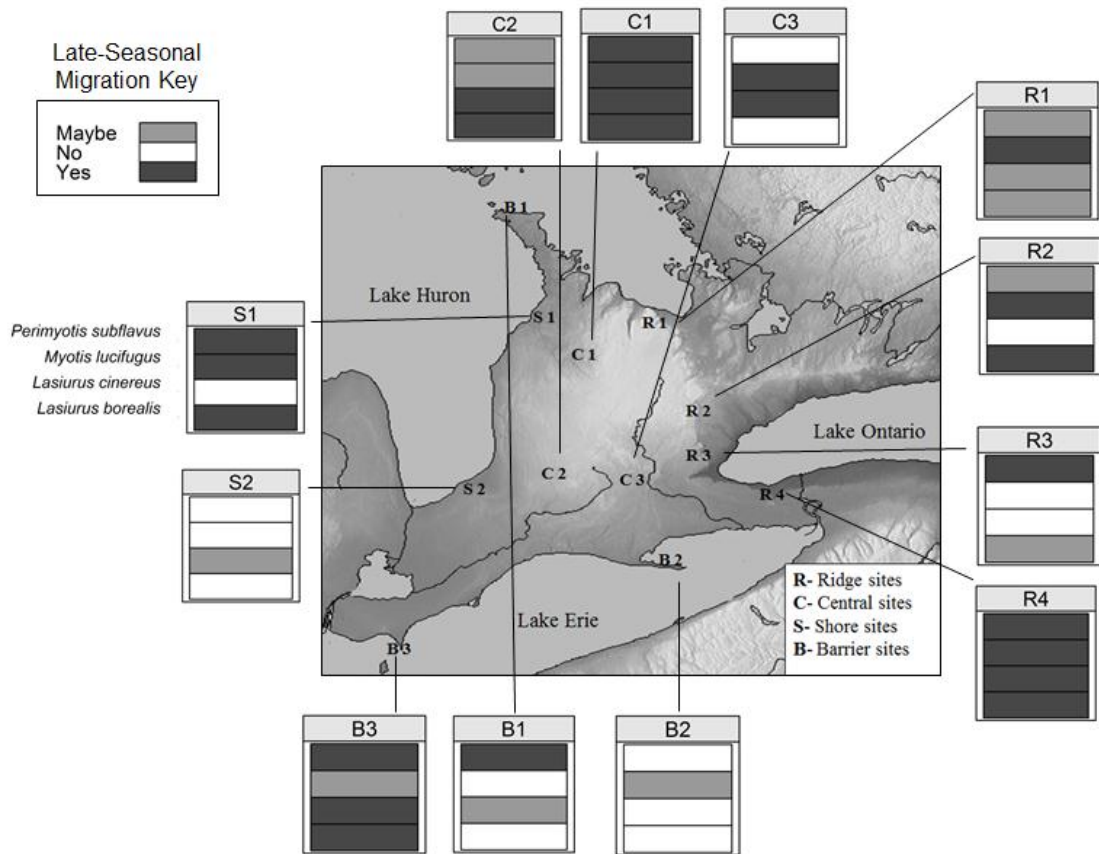 C2
C1
C3
Late-Seasonal
Migration Key
Maybe
No
Yes
R1
B 1
R2
Lake Huron
S1
S 1
R 1
Perimyotis subflavus
Myotis lucifugus
Lasiurus cinereus
Lasiurus borealis
C 1
R 2
Lake Ontario
R3
R 3
S2
C 2
C 3
S 2
R 4
B 2
R- Ridge sites
C- Central sites
S- Shore sites
B- Barrier sites
R4
Lake Erie
B 3
B3
B1
B2